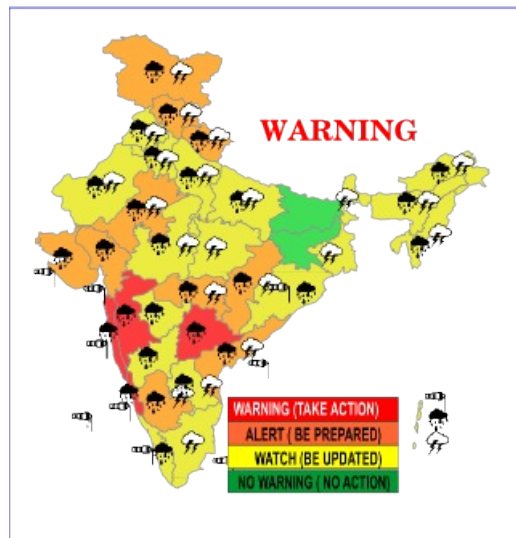 WARNING
WARNING (TAKE ACTION)
ALERT ( BE PREPARED)
WATCH (BE UPDATED)
NO WARNING ( NO ACTION)